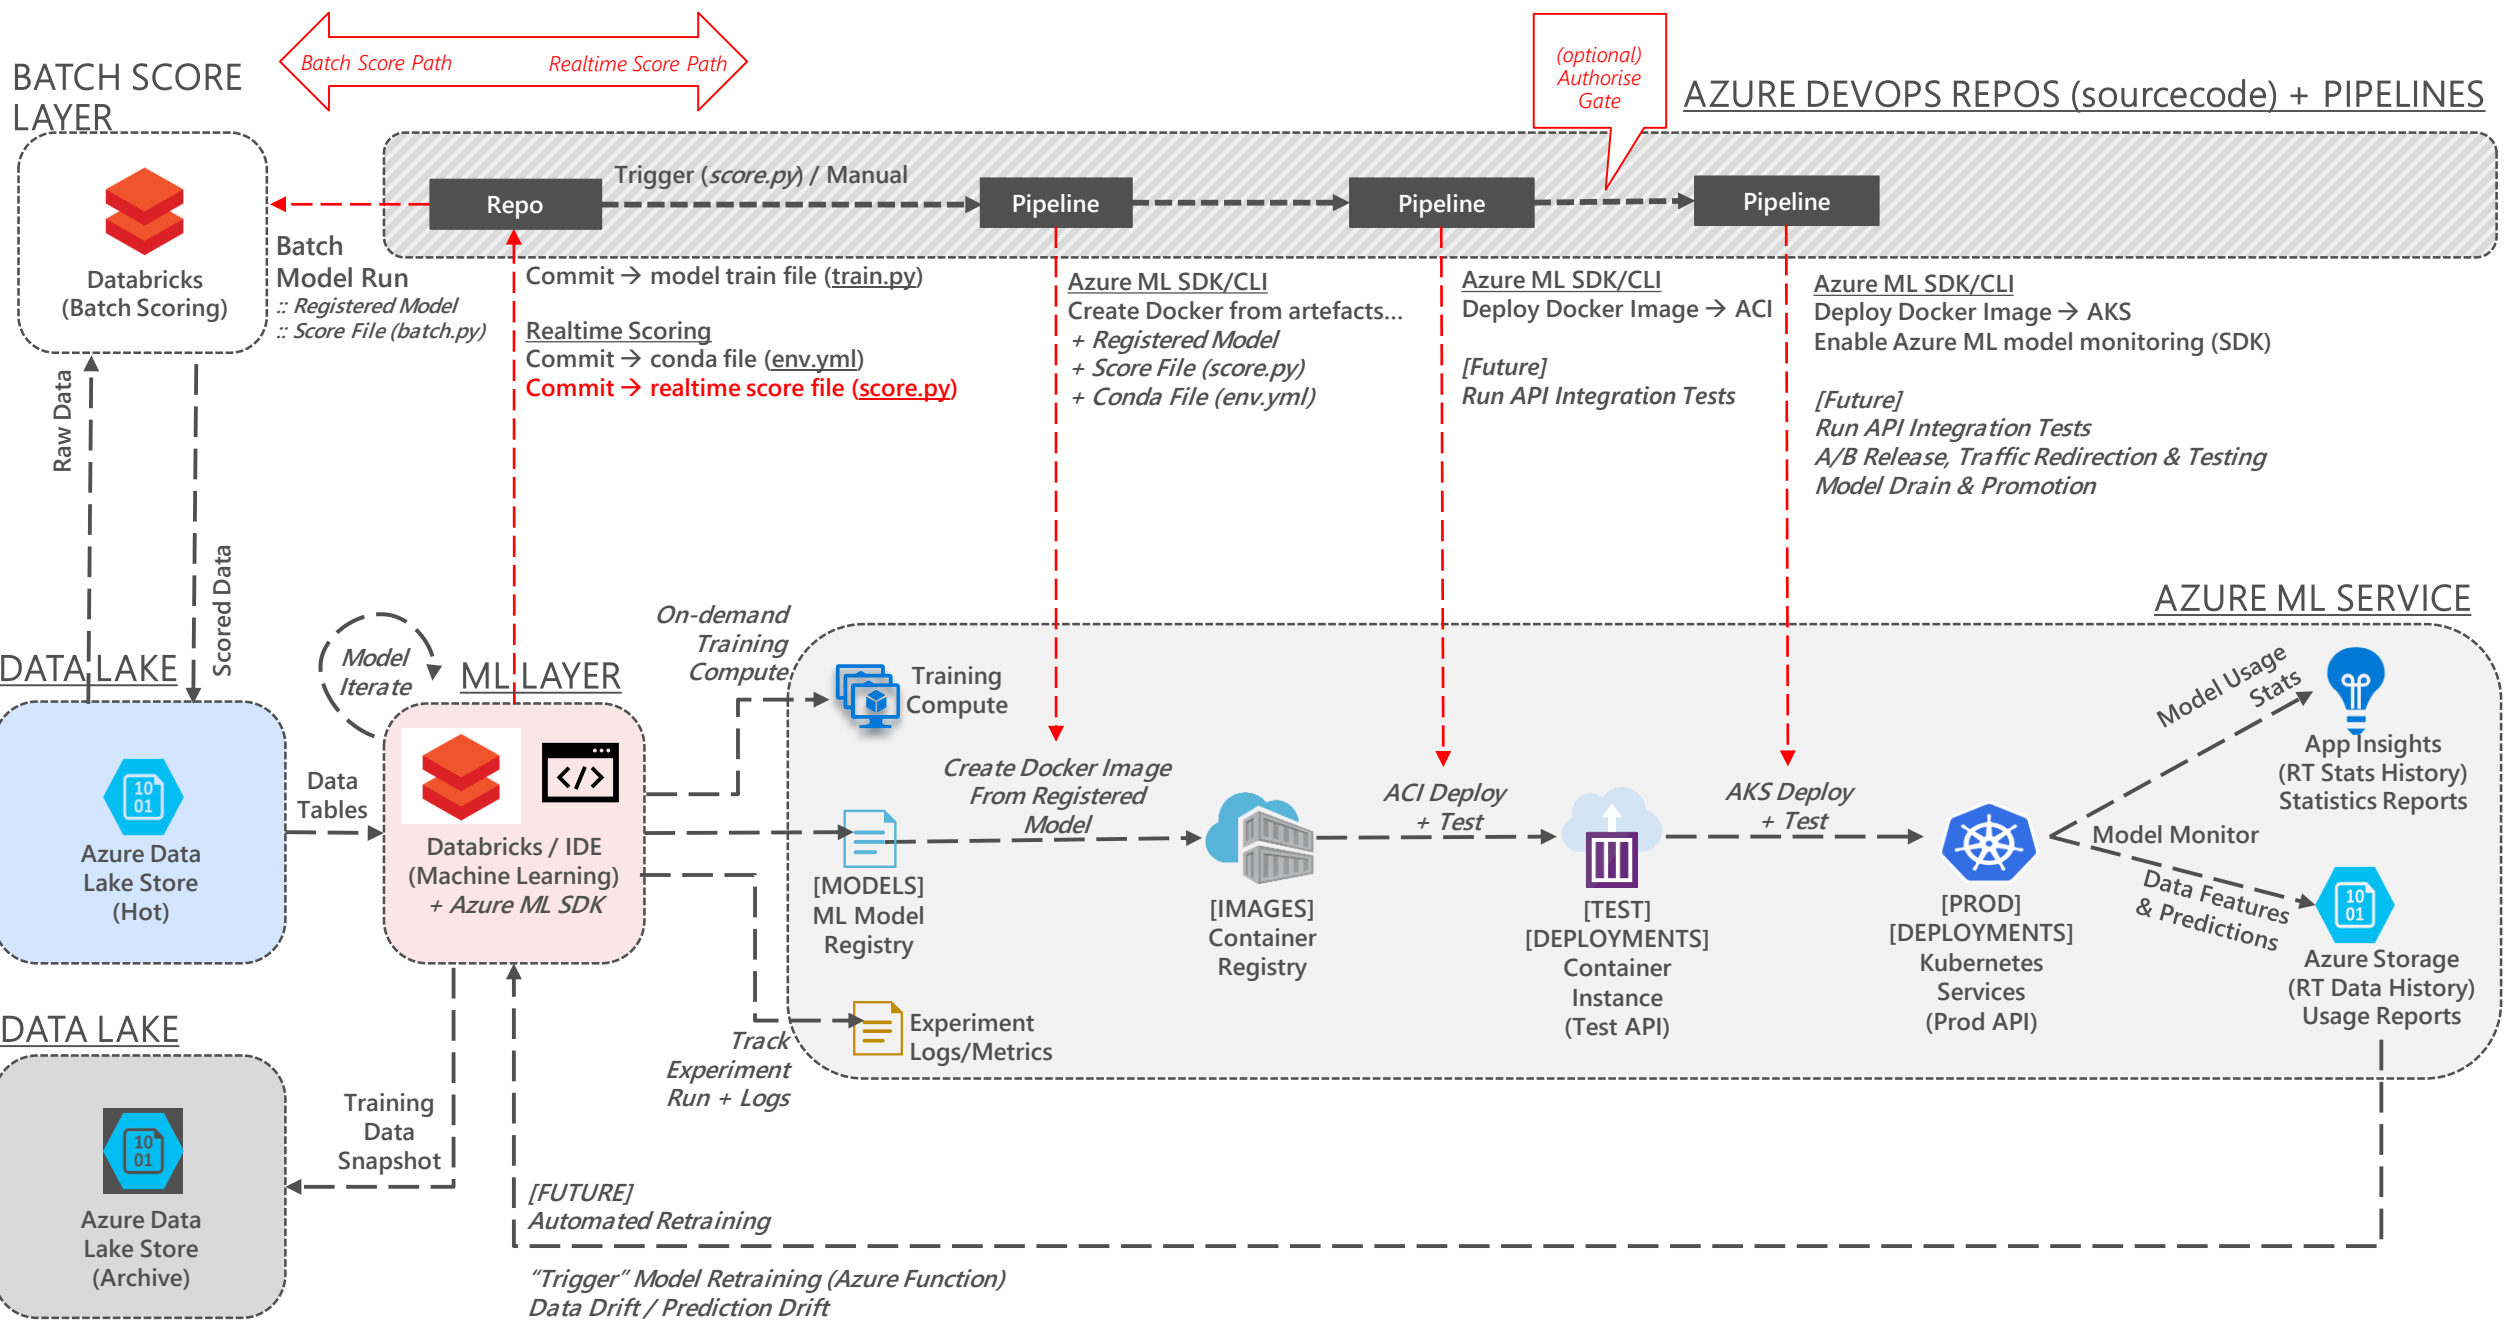 Batch Score Path
Realtime Score Path
(optional)
Authorise
Gate
BATCH SCORE
LAYER
AZURE DEVOPS REPOS (sourcecode) + PIPELINES
Databricks
(Batch Scoring)
Repo
Trigger (score.py) / Manual
Pipeline
Pipeline
Pipeline
Batch
Model Run
:: Registered Model
:: Score File (batch.py)
Commit → model train file (train.py)
Realtime Scoring
Commit → conda file (env.yml)
Commit → realtime score file (score.py)
Azure ML SDK/CLI
Create Docker from artefacts...
+ Registered Model
+ Score File (score.py)
+ Conda File (env.yml)
Azure ML SDK/CLI
Deploy Docker Image → ACI
[Future]
Run API Integration Tests
Azure ML SDK/CLI
Deploy Docker Image → AKS
Enable Azure ML model monitoring (SDK)
[Future]
Run API Integration Tests
A/B Release, Traffic Redirection & Testing
Model Drain & Promotion
Raw Data
Scored Data
DATA LAKE
Azure Data
Lake Store
(Hot)
10
01
Data
Tables
Model
Iterate
ML LAYER
</>
Databricks / IDE
(Machine Learning)
+ Azure ML SDK
On-demand
Training
Compute
AZURE ML SERVICE
Training
Compute
Create Docker Image
From Registered
Model
[MODELS]
ML Model
Registry
[IMAGES]
Container
Registry
ACI Deploy
+ Test
[TEST]
[DEPLOYMENTS]
Container
Instance
(Test API)
AKS Deploy
+ Test
[PROD]
[DEPLOYMENTS]
Kubernetes
Services
(Prod API)
Model Usage
Stats
App Insights
(RT Stats History)
Statistics Reports
Model Monitor
Data Features
& Predictions
10
01
Azure Storage
(RT Data History)
Usage Reports
Experiment
Logs/Metrics
Track
Experiment
Run + Logs
DATA LAKE
10
01
Azure Data
Lake Store
(Archive)
Training
Data
Snapshot
[FUTURE]
Automated Retraining
“Trigger” Model Retraining (Azure Function)
Data Drift / Prediction Drift